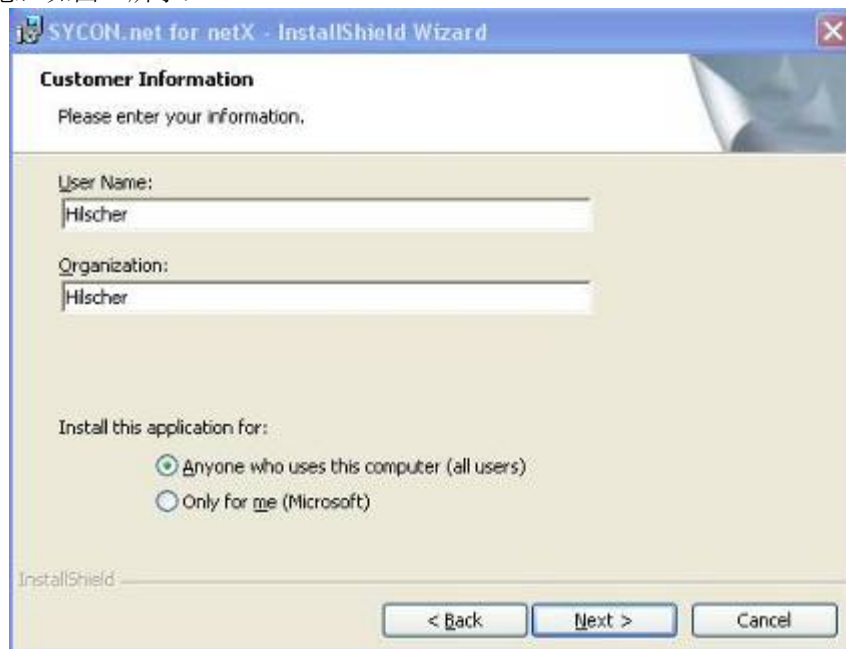 SYCON.net for netX - InstallShield Wizard
Customer Information
Please enter your information.
User Name:
Hilscher
Organization:
Hilscher
Install this application for:
Anyone who uses this computer (all users)
Only for me (Microsoft)
InstallShield
< Back
Next >
Cancel